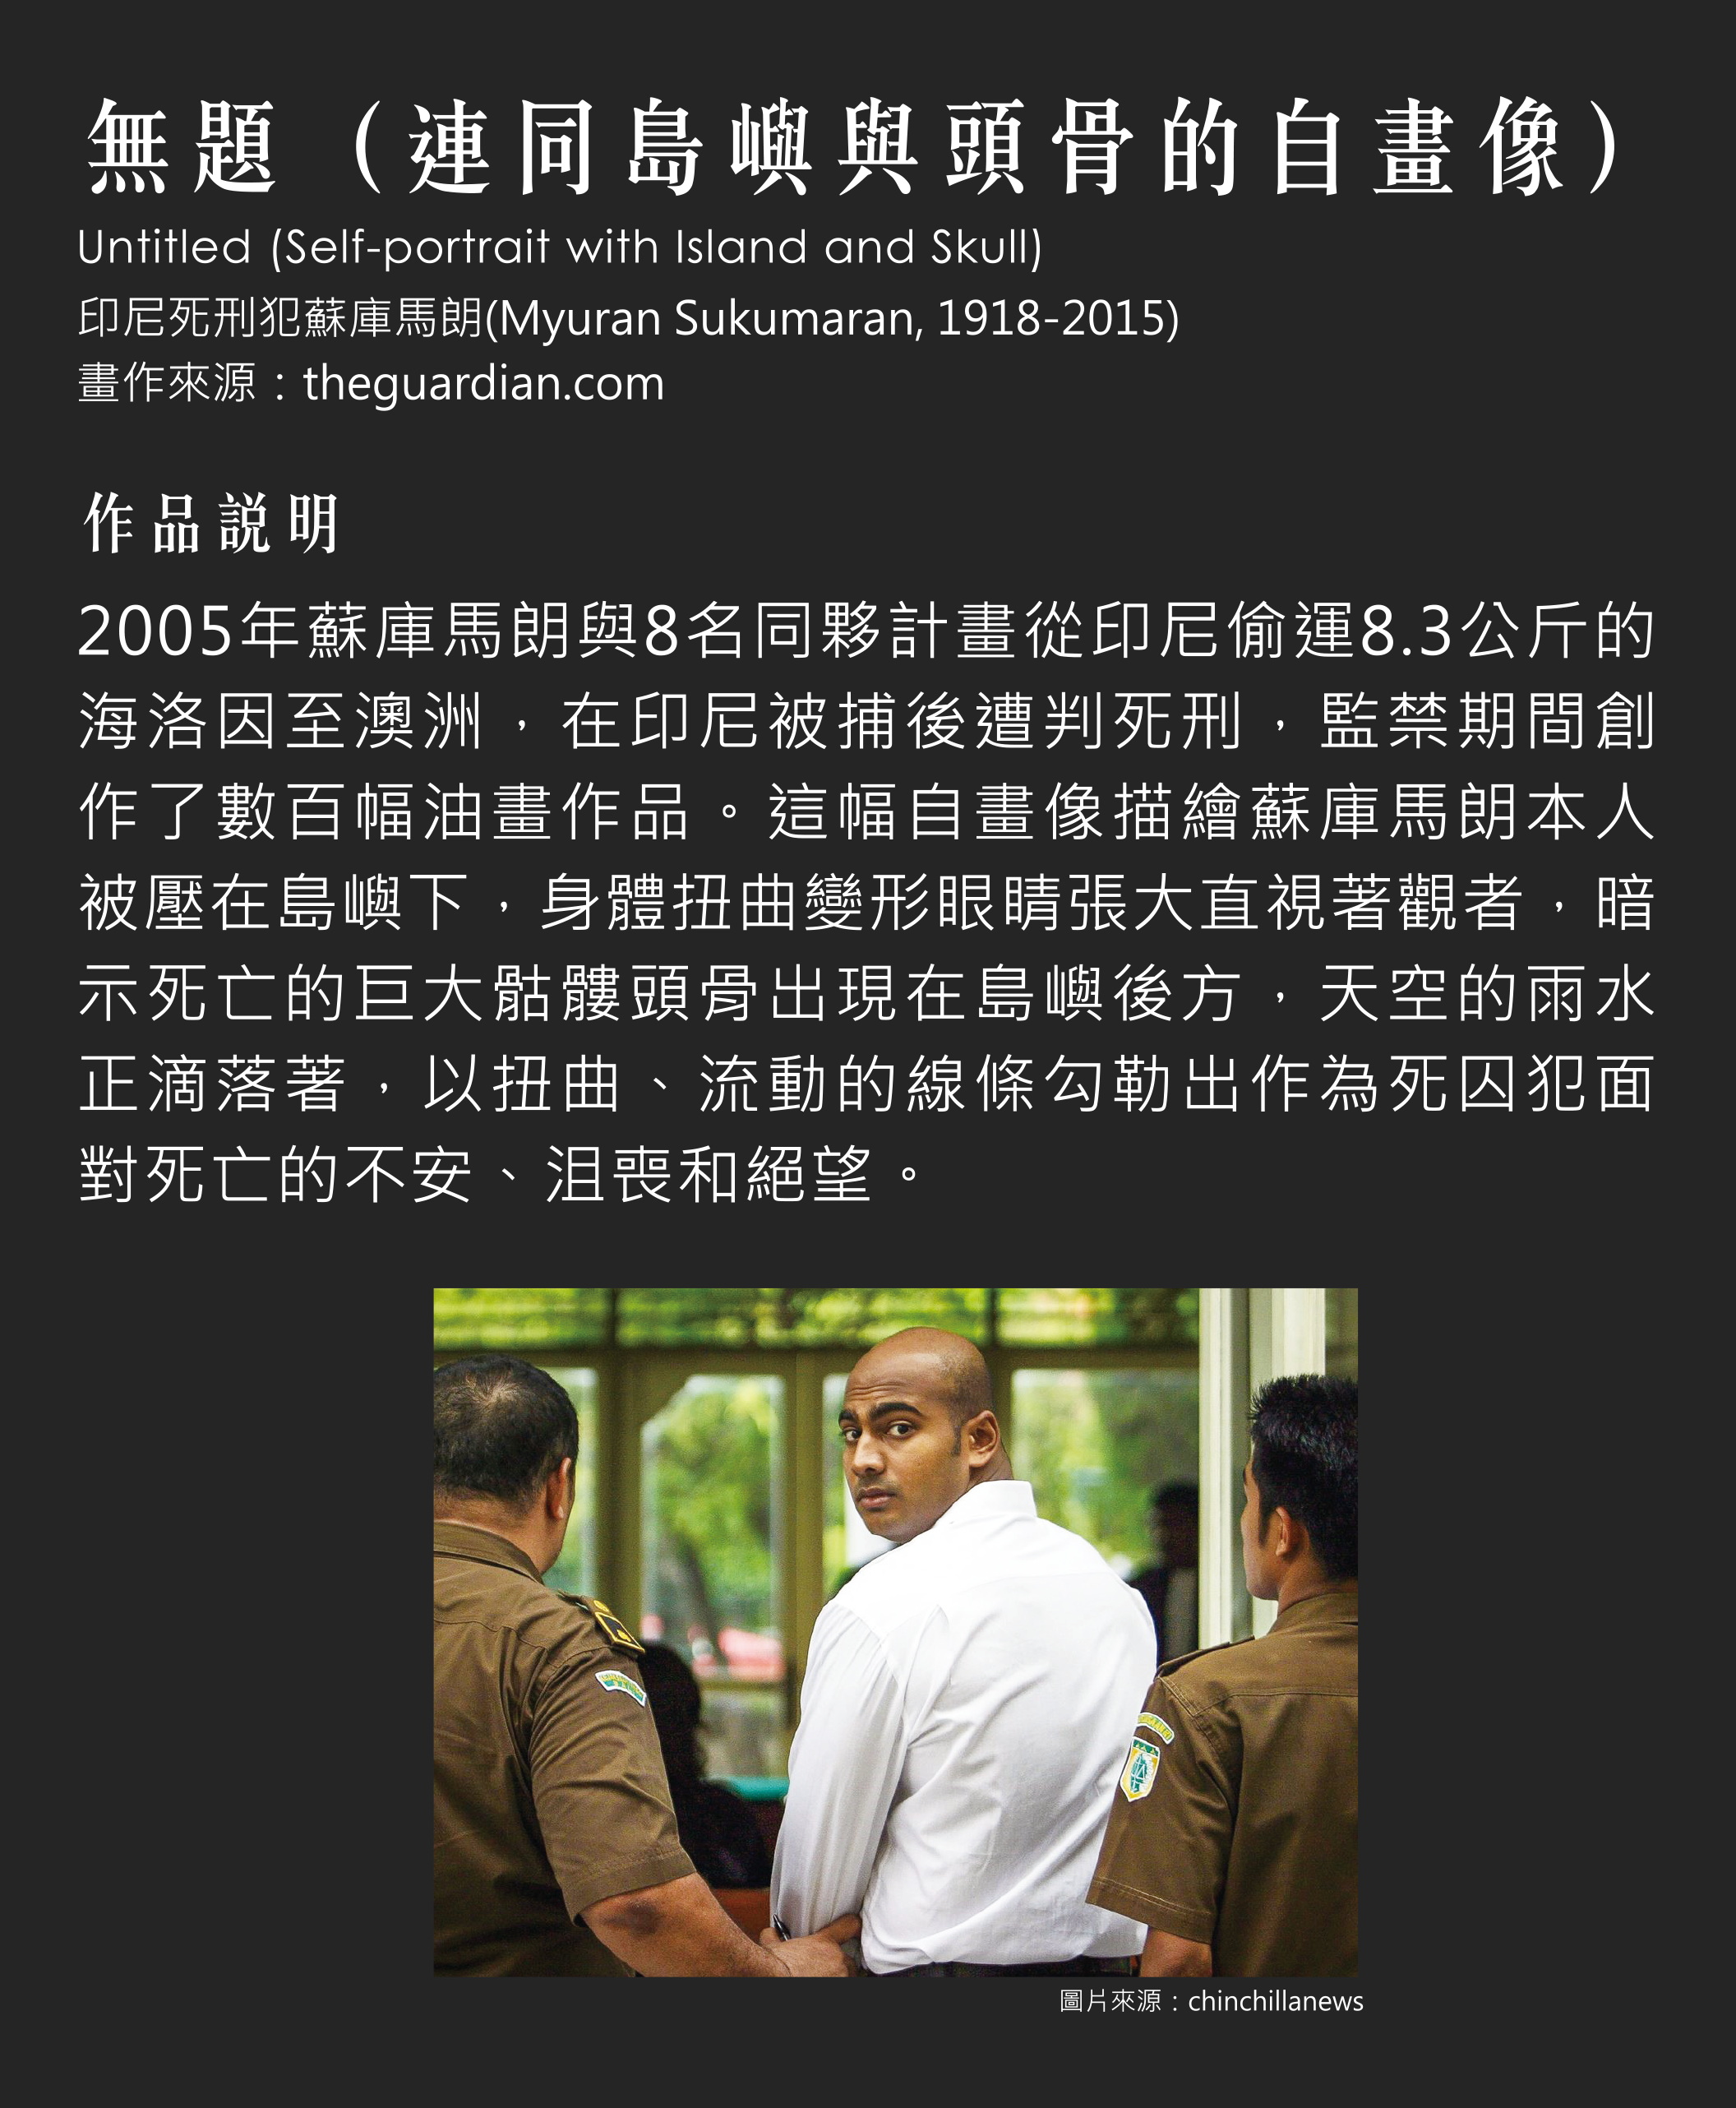 無題（連同島嶼與頭骨的自畫像）
Untitled (Self-portrait with Island and Skull)
印尼死刑犯蘇庫馬朗(Myuran Sukumaran, 1918-2015)
畫作來源：theguardian.com
作品説明
2005年蘇庫馬朗與8名同夥計畫從印尼偷運8.3公斤的
海洛因至澳洲，在印尼被捕後遭判死刑，監禁期間創
作了數百幅油畫作品。這幅自畫像描繪蘇庫馬朗本人
被壓在島嶼下，身體扭曲變形眼睛張大直視著觀者，暗
示死亡的巨大骷髏頭骨出現在島嶼後方，天空的雨水
正滴落著，以扭曲、流動的線條勾勒出作為死囚犯面
對死亡的不安、沮喪和絕望。
圖片來源：chinchillanews